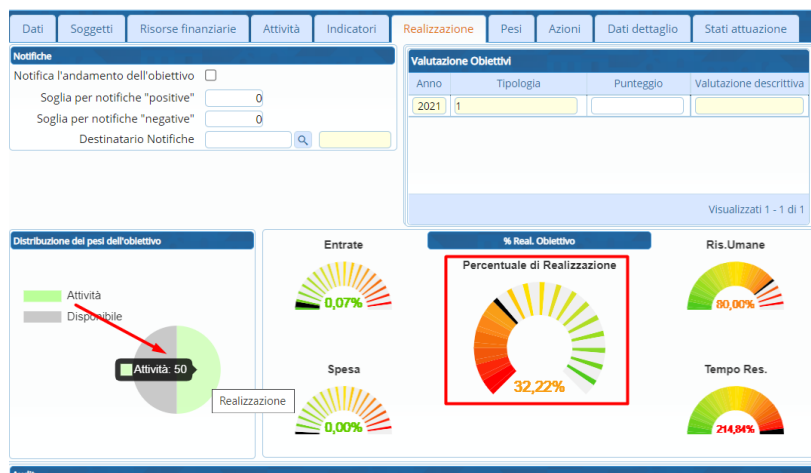 Dati Soggetti Risorse finanziarie Attività Indicatori Realizzazione Pesi Azioni Dati dettaglio Stati attuazione
Notifiche
Notifica l'andamento dell'obiettivo
Soglia per notifiche "positive" 0
Soglia per notifiche "negative" 0
Destinatario Notifiche
Valutazione Obiettivi
Anno Tipologia Punteggio Valutazione descrittiva
2021 1
Visualizzati 1 - 1 di 1
Distribuzione dei pesi dell'obiettivo
Attività
Disponibile
Attività: 50
Realizzazione
% Real. Obiettivo
Entrate
0,07%
Percentuale di Realizzazione
32,22%
Ris.Umane
80,00%
Spesa
0,00%
Tempo Res.
214,84%